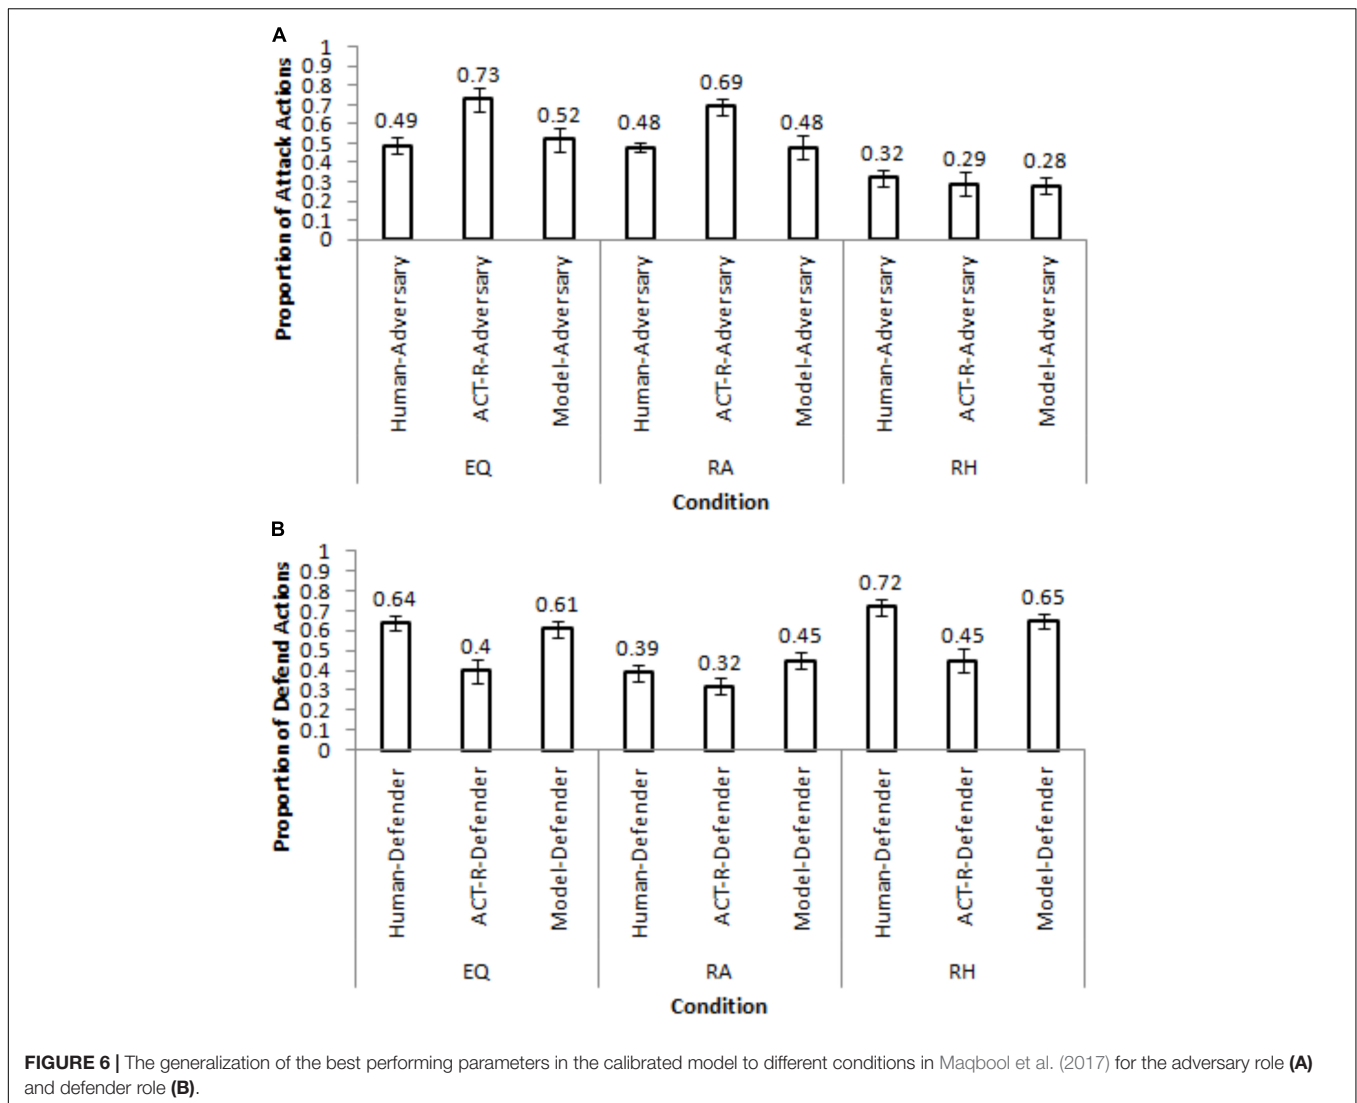 A
Proportion of Attack Actions
1
0.9
0.8
0.7
0.6
0.5
0.4
0.3
0.2
0.1
0
0.49
0.73
0.52
0.48
0.69
0.48
0.32
0.29
0.28
Human-Adversary
ACT-R-Adversary
Model-Adversary
Human-Adversary
ACT-R-Adversary
Model-Adversary
Human-Adversary
ACT-R-Adversary
Model-Adversary
EQ
RA
RH
Condition
B
Proportion of Defend Actions
1
0.9
0.8
0.7
0.6
0.5
0.4
0.3
0.2
0.1
0
0.64
0.4
0.61
0.39
0.32
0.45
0.72
0.45
0.65
Human-Defender
ACT-R-Defender
Model-Defender
Human-Defender
ACT-R-Defender
Model-Defender
Human-Defender
ACT-R-Defender
Model-Defender
EQ
RA
RH
Condition
FIGURE 6 | The generalization of the best performing parameters in the calibrated model to different conditions in Maqbool et al. (2017) for the adversary role (A)
and defender role (B).